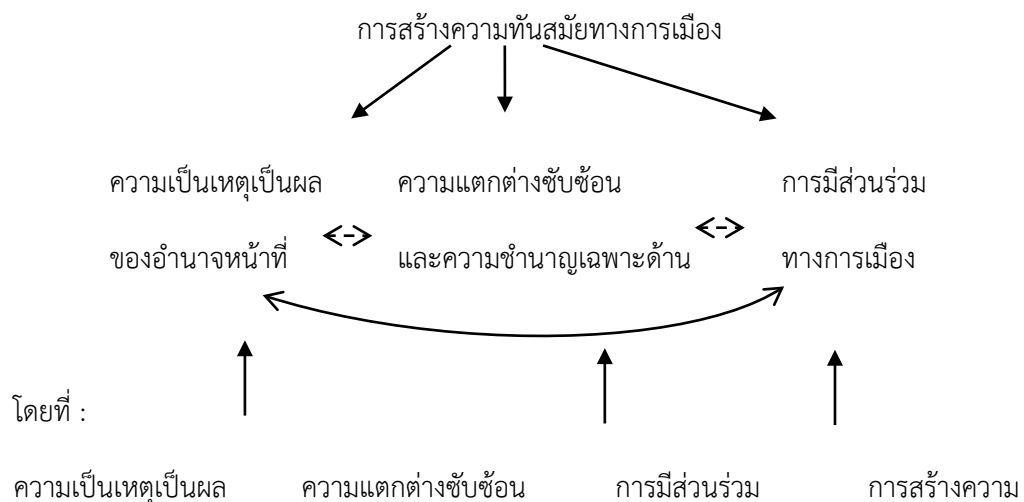 การสร้างความทันสมัยทางการเมือง
ความเป็นเหตุเป็นผล ความแตกต่างซับซ้อน การมีส่วนร่วม
ของอำนาจหน้าที่ และความชำนาญเฉพาะด้าน ทางการเมือง
โดยที่ :
ความเป็นเหตุเป็นผล ความแตกต่างซับซ้อน การมีส่วนร่วม การสร้างความ